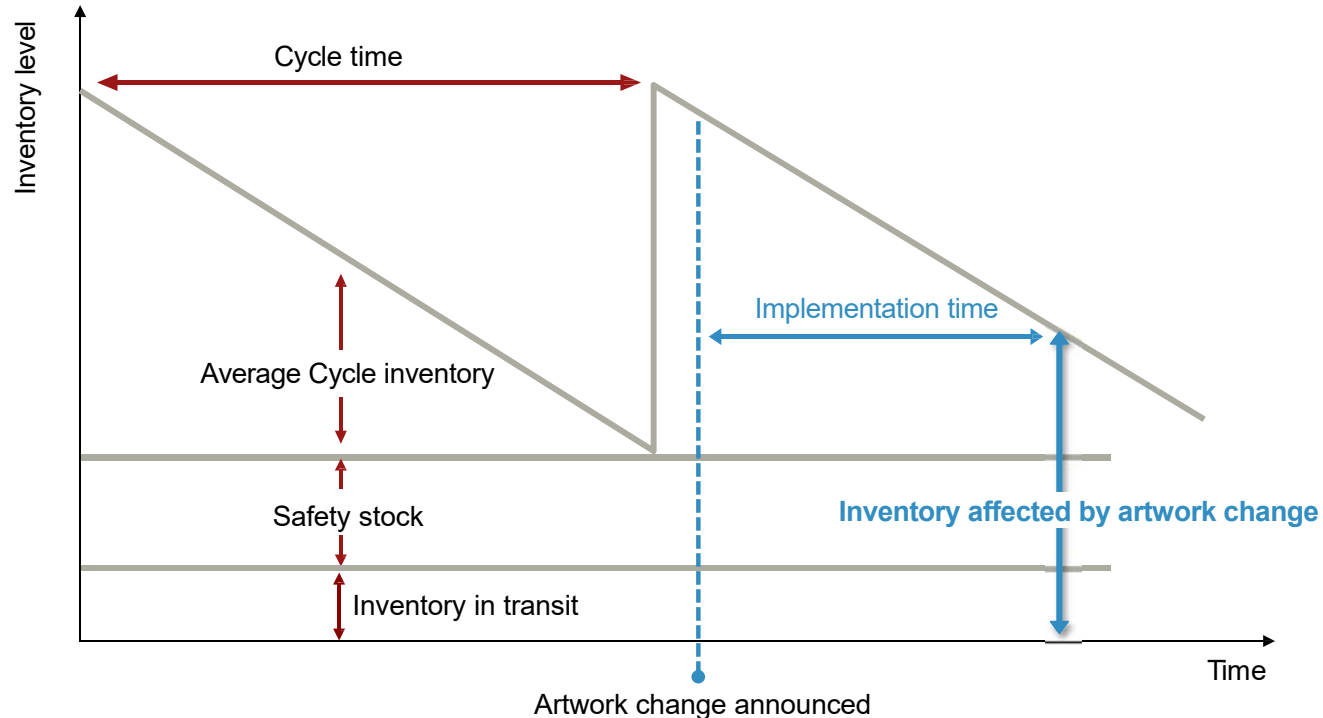 Inventory level
Cycle time
Implementation time
Average Cycle inventory
Inventory affected by artwork change
Safety stock
Inventory in transit
Time
Artwork change announced